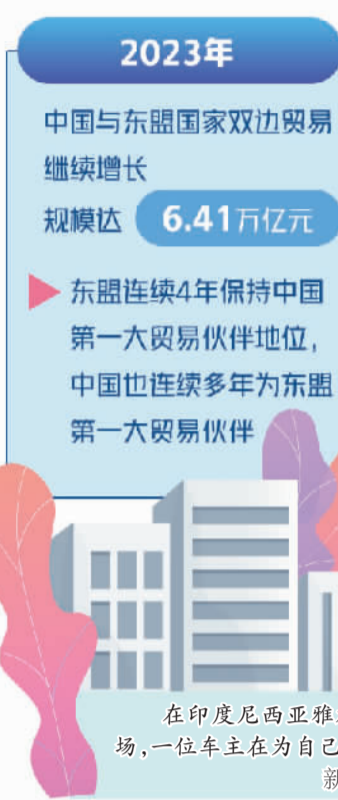 2023年
中国与东盟国家双边贸易
继续增长
规模达 6.41万亿元
东盟连续4年保持中国
第一大贸易伙伴地位，
中国也连续多年为东盟
第一大贸易伙伴
在印度尼西亚雅
场，一位车主在为自己
新